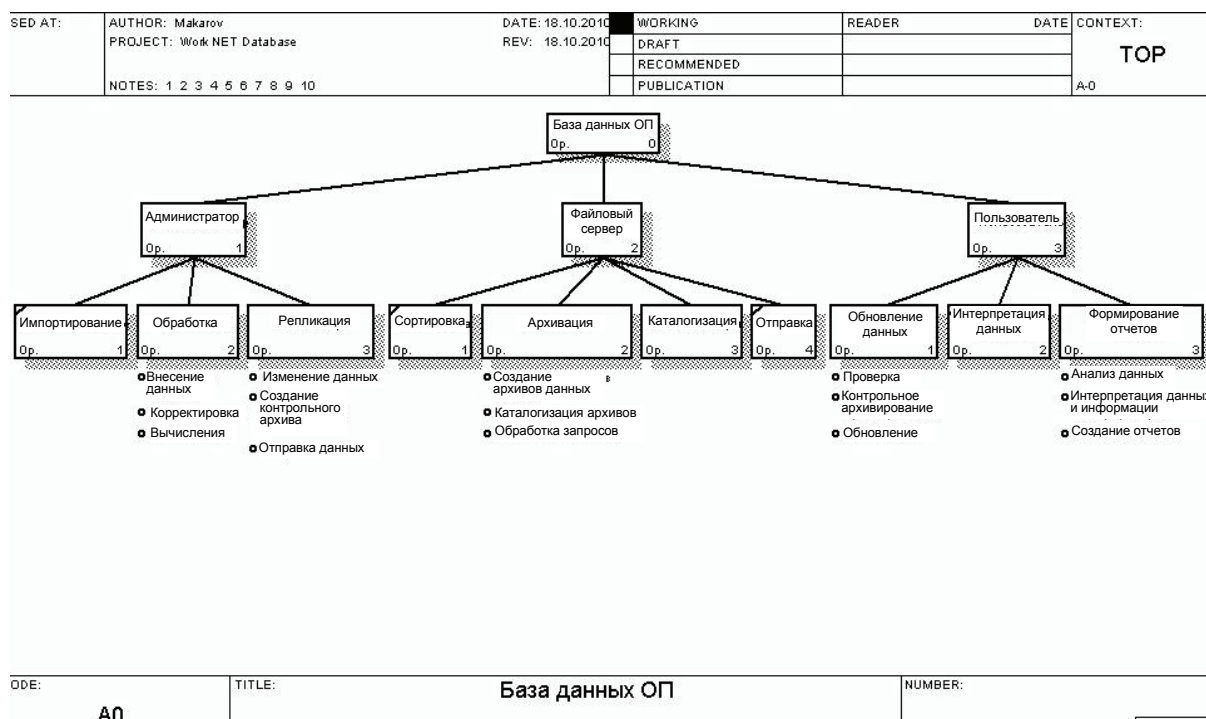 SED AT:
AUTHOR: Makarov
DATE: 18.10.2010
WORKING
READER
DATE
CONTEXT:
PROJECT: Work NET Database
REV: 18.10.2010
DRAFT
TOP
RECOMMENDED
NOTES: 1 2 3 4 5 6 7 8 9 10
PUBLICATION
A-0
База данных ОП
0р. 0
Администратор
0р. 1
Файловый
сервер
0р. 2
Пользователь
0р. 3
Импортирование
0р. 1
Обработка
0р. 2
Репликация
0р. 3
Сортировка
0р. 1
Архивация
0р. 2
Каталогизация
0р. 3
Отправка
0р. 4
Обновление
данных
0р. 1
Интерпретация
данных
0р. 2
Формирование
отчетов
0р. 3
Внесение
данных
Корректировка
Вычисления
Изменение данных
Создание
контрольного
архива
Отправка данных
Создание
архивов данных
Каталогизация архивов
Обработка запросов
Проверка
Контрольное
архивирование
Обновление
Анализ данных
Интерпретация данны
и информации
Создание отчетов
ODE:
A0
TITLE:
База данных ОП
NUMBER: